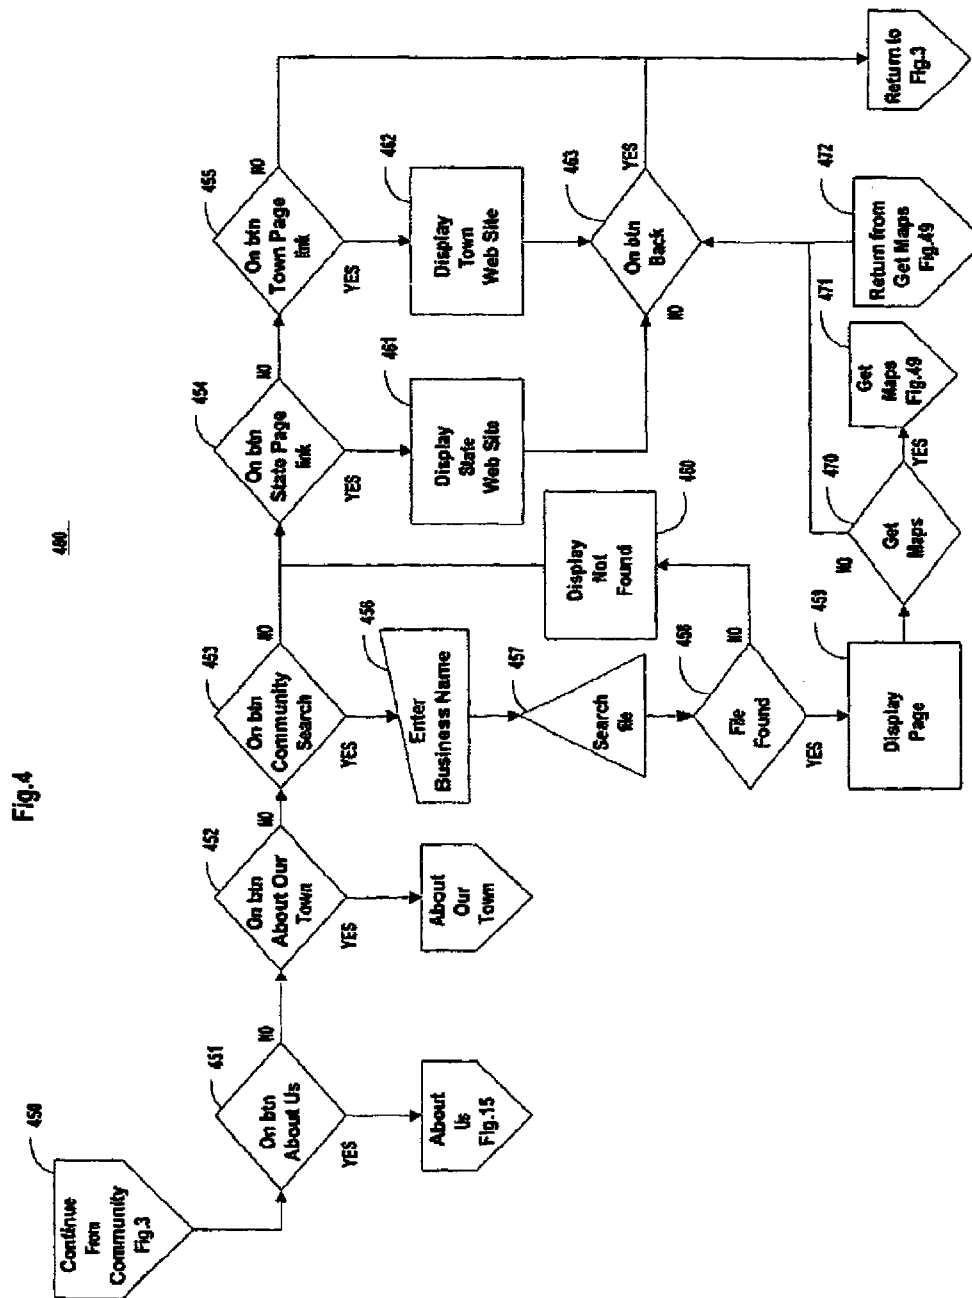 Fig.4
400
450
Continue
From
Community
Fig.3
451
On btn
About Us
NO
YES
About
Us
Fig.15
452
On btn
About Our
Town
NO
YES
About
Our
Town
453
On btn
Community
Search
NO
YES
456
Enter
Business Name
457
Search
file
458
File
Found
NO
YES
459
Display
Page
460
Display
Not
Found
454
On btn
State Page
link
NO
YES
461
Display
State
Web Site
455
On btn
Town Page
link
NO
YES
462
Display
Town
Web Site
463
On btn
Back
YES
NO
470
Get
Maps
NO
YES
471
Get
Maps
Fig.49
472
Return from
Get Maps
Fig.49
Return to
Fig.3